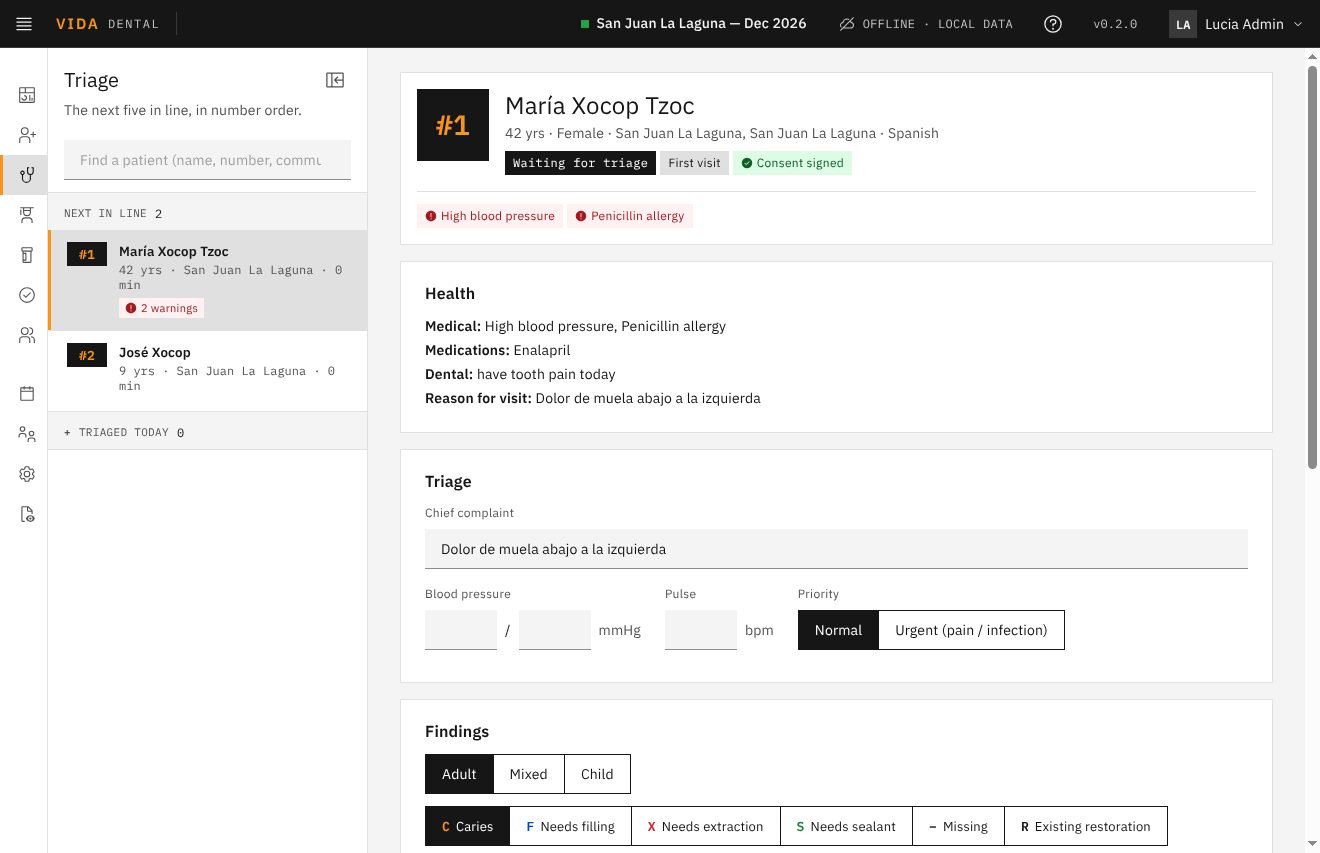 VIDA DENTAL
San Juan La Laguna — Dec 2026
OFFLINE · LOCAL DATA
v0.2.0
LA
Lucia Admin
Triage
The next five in line, in number order.
Find a patient (name, number, commu
NEXT IN LINE 2
#1
María Xocop Tzoc
42 yrs · San Juan La Laguna · 0
min
2 warnings
#2
José Xocop
9 yrs · San Juan La Laguna · 0
min
+ TRIAGED TODAY 0
#1
María Xocop Tzoc
42 yrs · Female · San Juan La Laguna, San Juan La Laguna · Spanish
Waiting for triage
First visit
Consent signed
High blood pressure
Penicillin allergy
Health
Medical: High blood pressure, Penicillin allergy
Medications: Enalapril
Dental: have tooth pain today
Reason for visit: Dolor de muela abajo a la izquierda
Triage
Chief complaint
Dolor de muela abajo a la izquierda
Blood pressure
Pulse
Priority
/
mmHg
bpm
Normal
Urgent (pain / infection)
Findings
Adult
Mixed
Child
C Caries
F Needs filling
X Needs extraction
S Needs sealant
– Missing
R Existing restoration